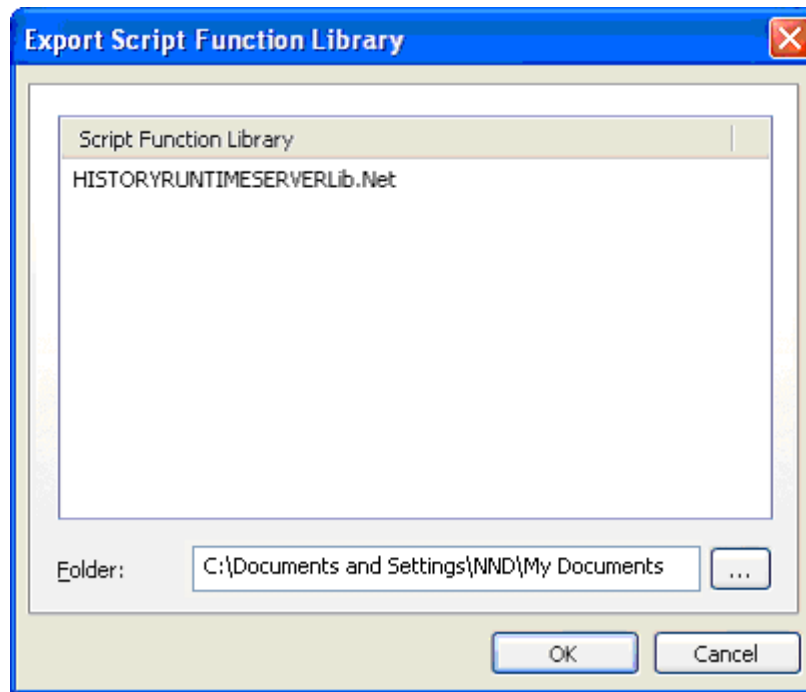 Export Script Function Library
Script Function Library
HISTORYRUNTIMESERVERLib.Net
Folder: C:\Documents and Settings\NND\My Documents ...
OK Cancel